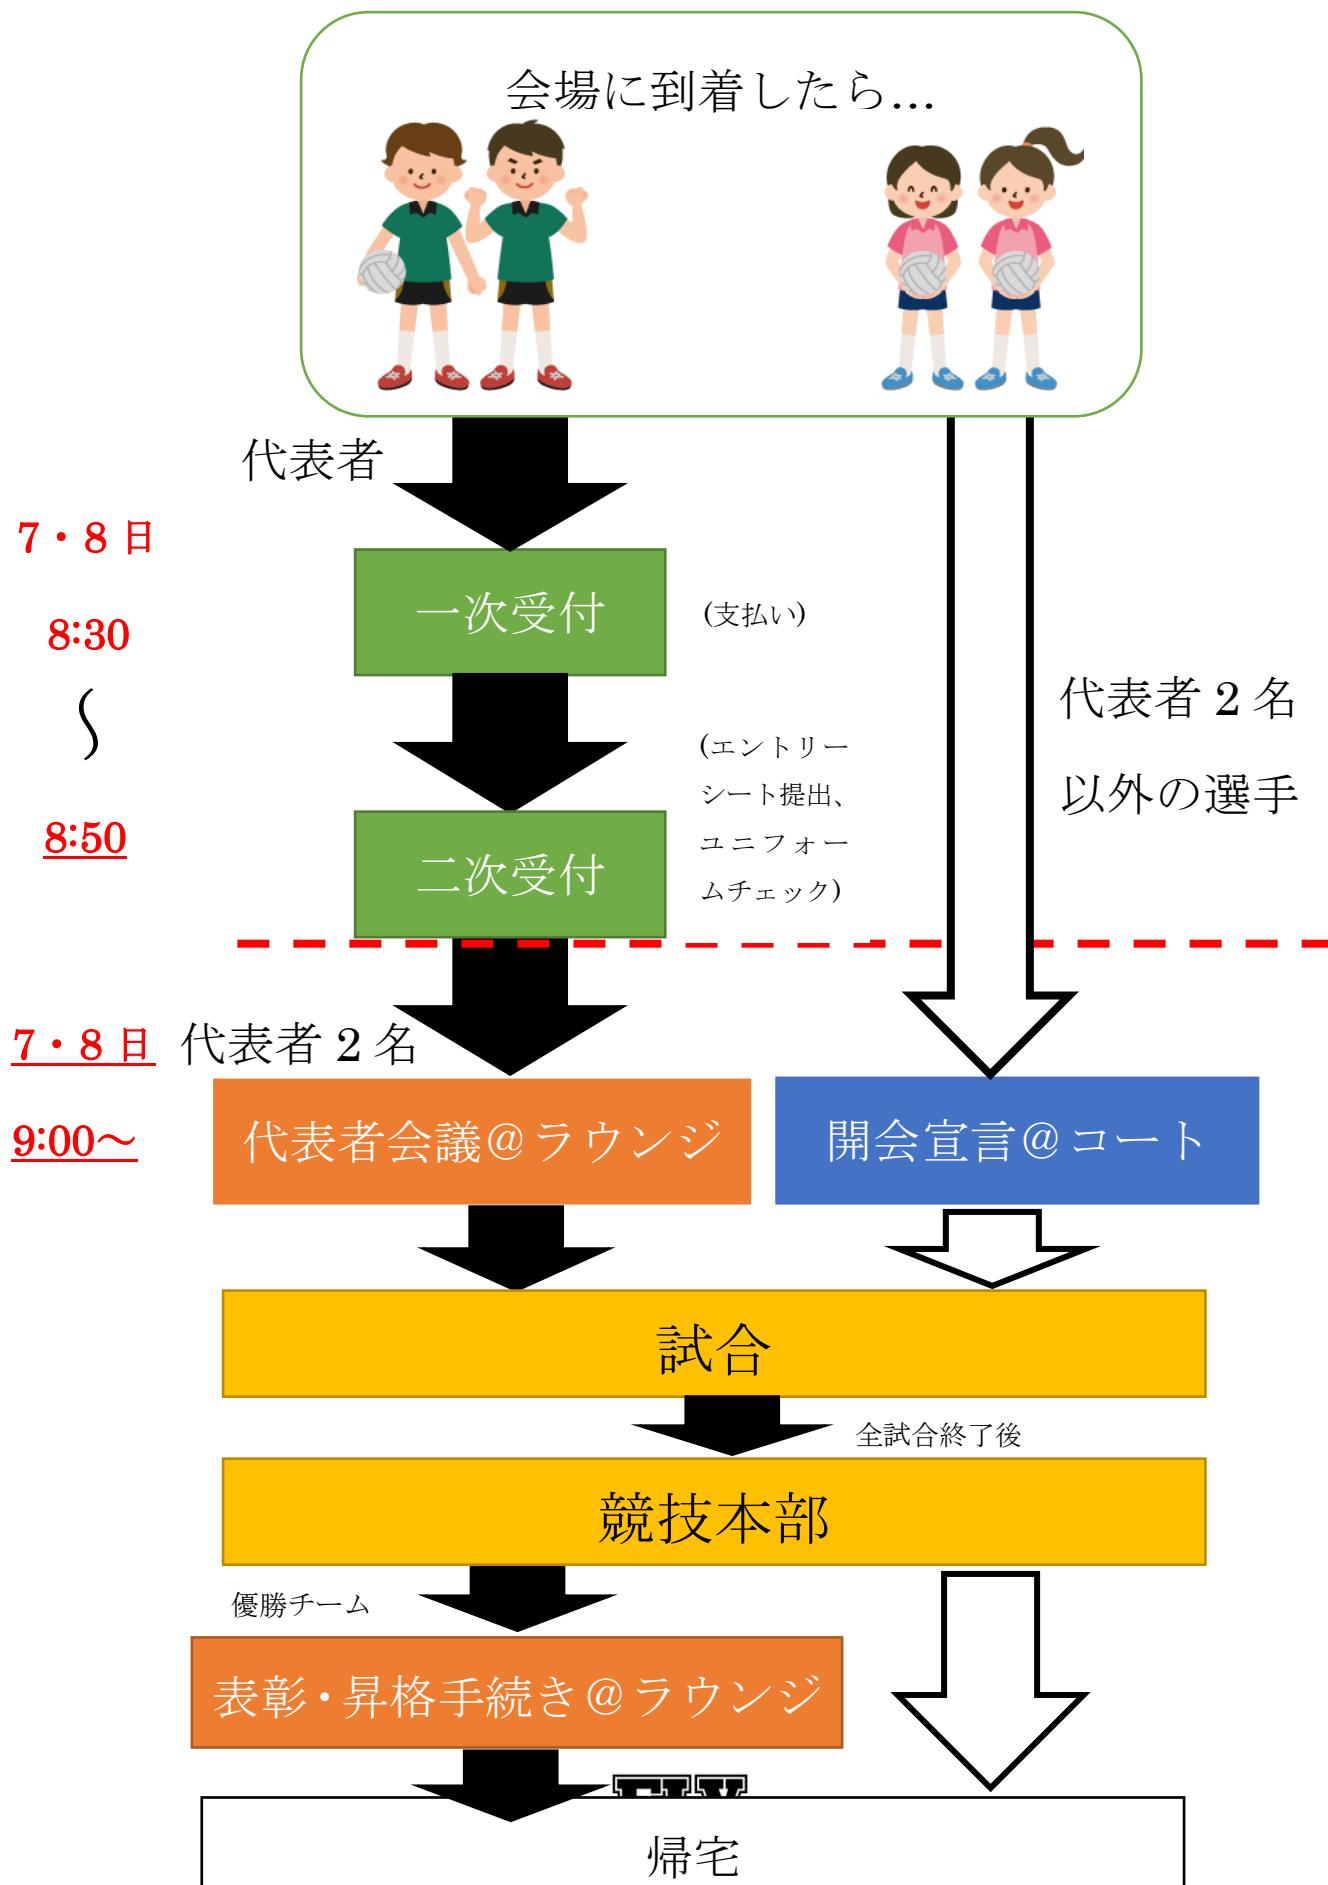 会場に到着したら…
代表者
7・8日
8:30
～
8:50
一次受付
(支払い)
二次受付
(エントリー
シート提出、
ユニフォー
ムチェック)
代表者2名
以外の選手
7・8日
9:00～
代表者2名
代表者会議＠ラウンジ
開会宣言＠コート
試合
全試合終了後
競技本部
優勝チーム
表彰・昇格手続き＠ラウンジ
帰宅